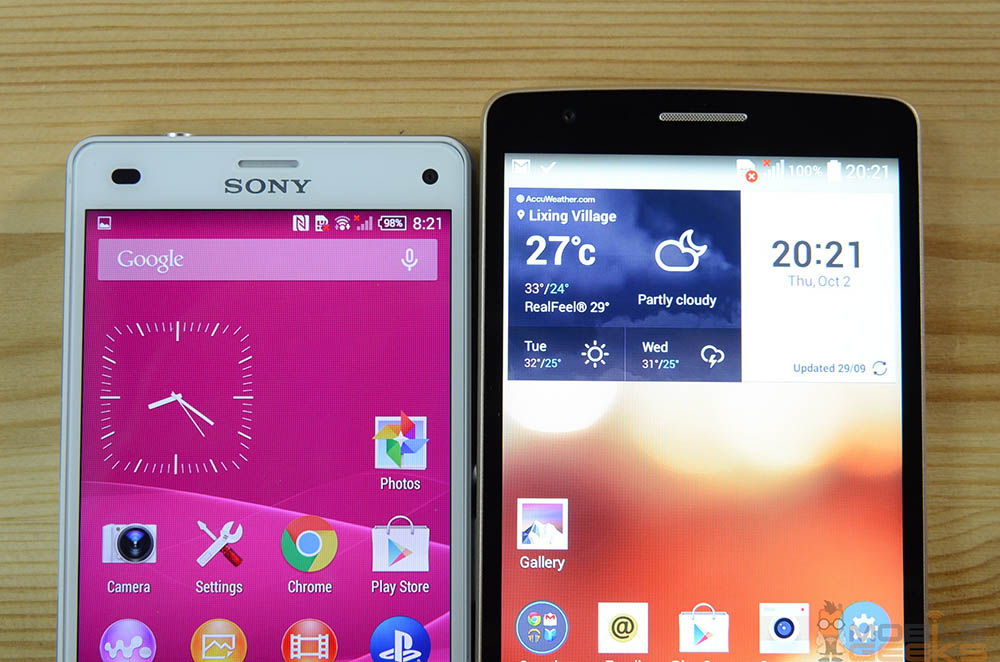 SONY
98% 8:21
Google
Photos
Camera Settings Chrome Play Store
100% 20:21
AccuWeather.com
Lixing Village
27°c
33°/24°
RealFeel® 29°
Partly cloudy
Tue
32°/25°
Wed
31°/25°
20:21
Thu, Oct 2
Updated 29/09
Gallery
@